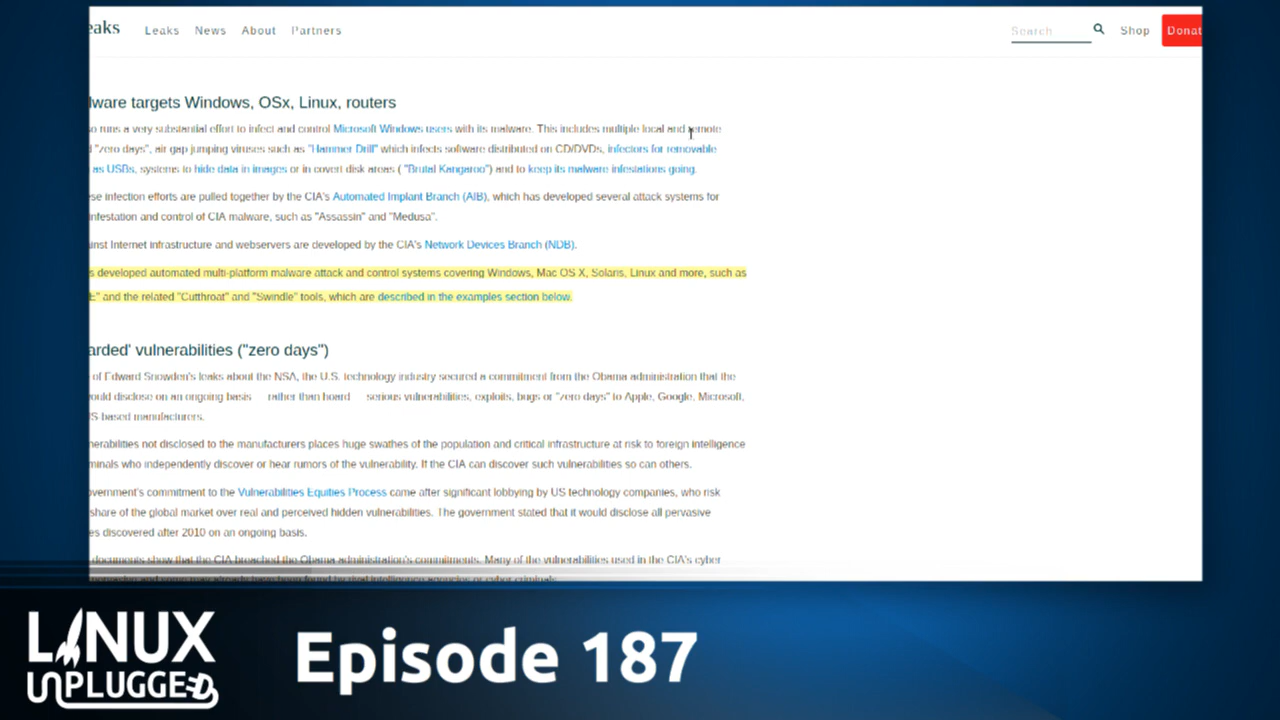 eaks Leaks News About Partners Search Shop Donat
lware targets Windows, OSx, Linux, routers
so runs a very substantial effort to infect and control Microsoft Windows users with its malware. This includes multiple local and remote
d "zero days", air gap jumping viruses such as "Hammer Drill" which infects software distributed on CD/DVDs, infectors for removable
as USBs, systems to hide data in images or in covert disk areas ( "Brutal Kangaroo") and to keep its malware infestations going.
se infection efforts are pulled together by the CIA's Automated Implant Branch (AIB), which has developed several attack systems for
infestation and control of CIA malware, such as "Assassin" and "Medusa".
inst Internet infrastructure and webservers are developed by the CIA's Network Devices Branch (NDB).
s developed automated multi-platform malware attack and control systems covering Windows, Mac OS X, Solaris, Linux and more, such as
E" and the related "Cutthroat" and "Swindle" tools, which are described in the examples section below.
arded' vulnerabilities ("zero days")
of Edward Snowden's leaks about the NSA, the U.S. technology industry secured a commitment from the Obama administration that the
ould disclose on an ongoing basis rather than hoard serious vulnerabilities, exploits, bugs or "zero days" to Apple, Google, Microsoft,
S-based manufacturers.
nerabilities not disclosed to the manufacturers places huge swathes of the population and critical infrastructure at risk to foreign intelligence
minals who independently discover or hear rumors of the vulnerability. If the CIA can discover such vulnerabilities so can others.
overnment's commitment to the Vulnerabilities Equities Process came after significant lobbying by US technology companies, who risk
share of the global market over real and perceived hidden vulnerabilities. The government stated that it would disclose all pervasive
es discovered after 2010 on an ongoing basis.
documents show that the CIA breached the Obama administration's commitments. Many of the vulnerabilities used in the CIA's cyber
found by rival intelligence agencies or cyber criminals.
LINUX
UNPLUGGED
Episode 187